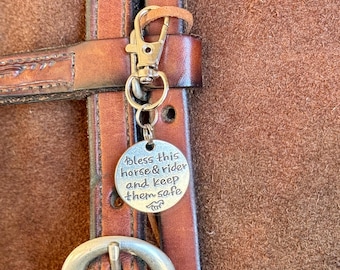 Bless this
horse & rider
and keep
them safe